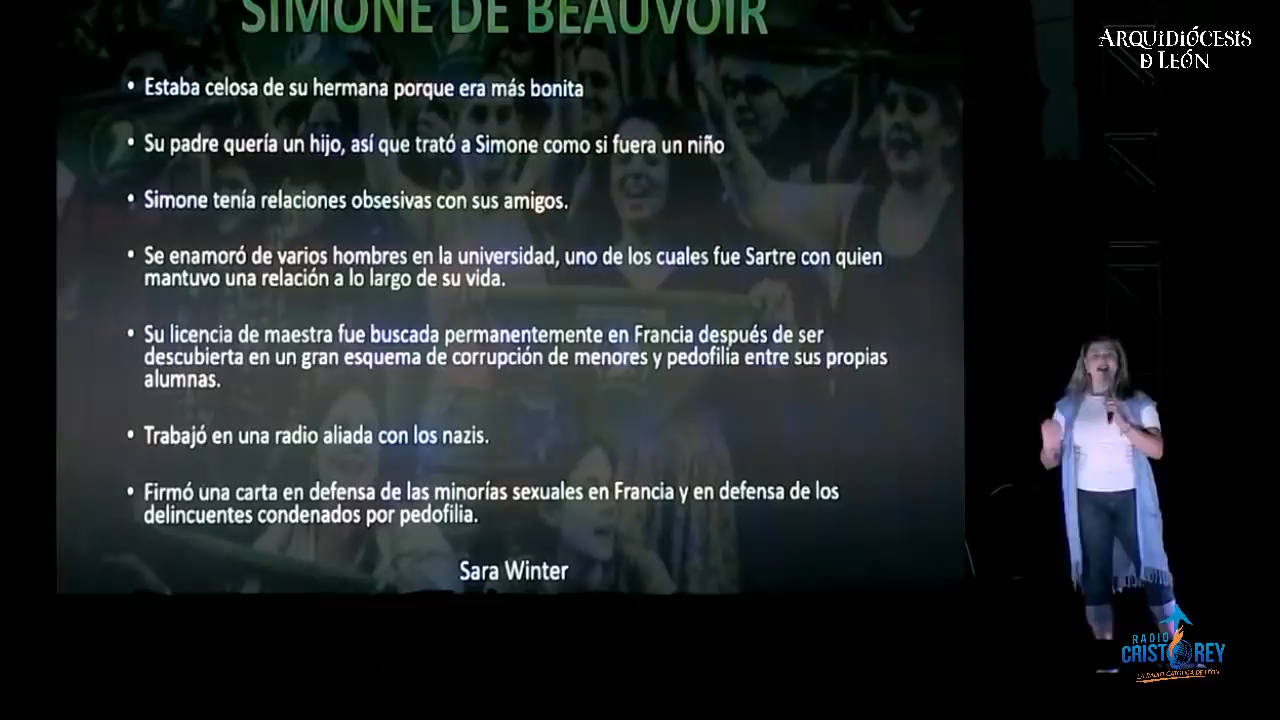 SIMONE DE BEAUVOIR
ARQUiDiÓCESIS
D LEÓN
• Estaba celosa de su hermana porque era más bonita
• Su padre quería un hijo, así que trató a Simone como si fuera un niño
• Simone tenía relaciones obsesivas con sus amigos.
• Se enamoró de varios hombres en la universidad, uno de los cuales fue Sartre con quien
mantuvo una relación a lo largo de su vida.
• Su licencia de maestra fue buscada permanentemente en Francia después de ser
descubierta en un gran esquema de corrupción de menores y pedofilia entre sus propias
alumnas.
• Trabajó en una radio aliada con los nazis.
• Firmó una carta en defensa de las minorías sexuales en Francia y en defensa de los
delincuentes condenados por pedofilia.
Sara Winter
RADIO
CRISTO REY
LA RADIO CATÓLICA DE LEÓN